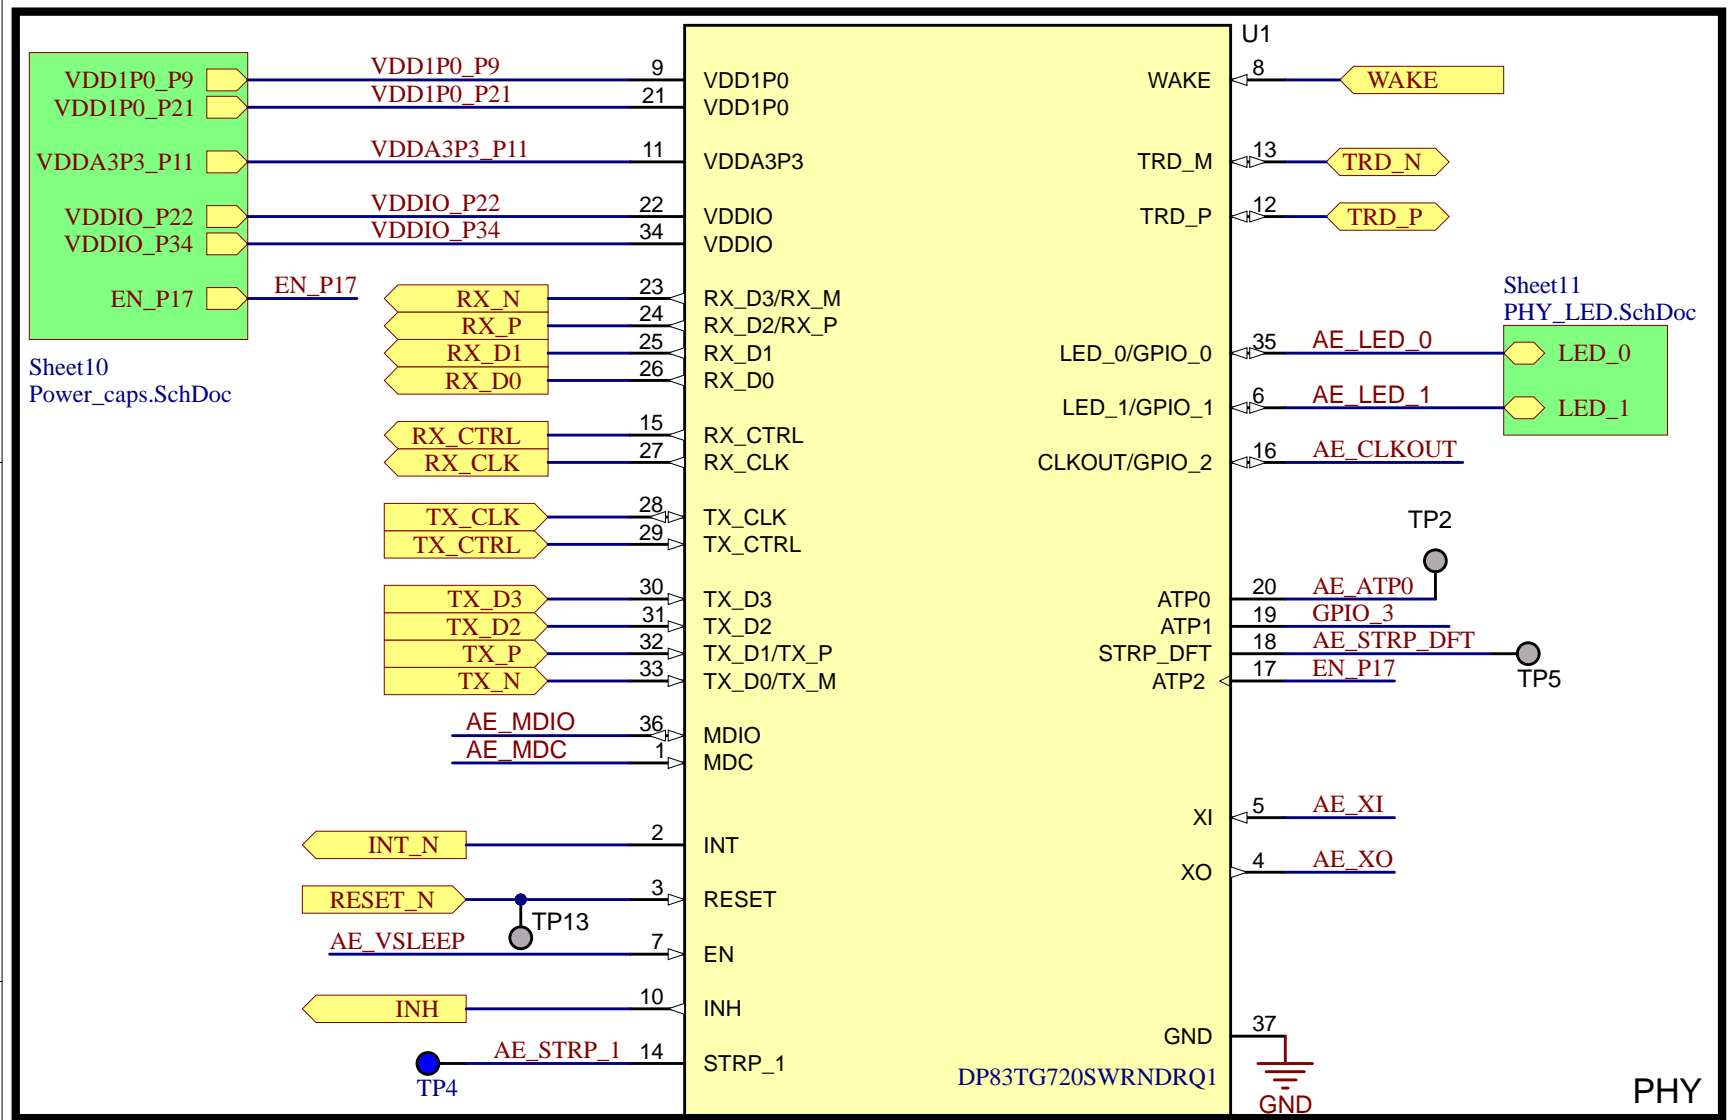 U1
VDD1P0_P9 VDD1P0_P9 9 VDD1P0 WAKE 8 WAKE
VDD1P0_P21 VDD1P0_P21 21 VDD1P0
VDDA3P3_P11 VDDA3P3_P11 11 VDDA3P3 TRD_M 13 TRD_N
VDDIO_P22 VDDIO_P22 22 VDDIO TRD_P 12 TRD_P
VDDIO_P34 VDDIO_P34 34 VDDIO
EN_P17 EN_P17
Sheet10
Power_caps.SchDoc
RX_N 23 RX_D3/RX_M
RX_P 24 RX_D2/RX_P
RX_D1 25 RX_D1
RX_D0 26 RX_D0
RX_CTRL 15 RX_CTRL
RX_CLK 27 RX_CLK
TX_CLK 28 TX_CLK
TX_CTRL 29 TX_CTRL
TX_D3 30 TX_D3
TX_D2 31 TX_D2
TX_P 32 TX_D1/TX_P
TX_N 33 TX_D0/TX_M
AE_MDIO 36 MDIO
AE_MDC 1 MDC
INT_N 2 INT
RESET_N 3 RESET
TP13
AE_VSLEEP 7 EN
INH 10 INH
AE_STRP_1 14 STRP_1
TP4
Sheet11
PHY_LED.SchDoc
LED_0/GPIO_0 35 AE_LED_0 LED_0
LED_1/GPIO_1 6 AE_LED_1 LED_1
CLKOUT/GPIO_2 16 AE_CLKOUT
TP2
ATP0 20 AE_ATP0
ATP1 19 GPIO_3
STRP_DFT 18 AE_STRP_DFT
TP5
ATP2 17 EN_P17
XI 5 AE_XI
XO 4 AE_XO
GND 37
GND
DP83TG720SWRNDRQ1
PHY